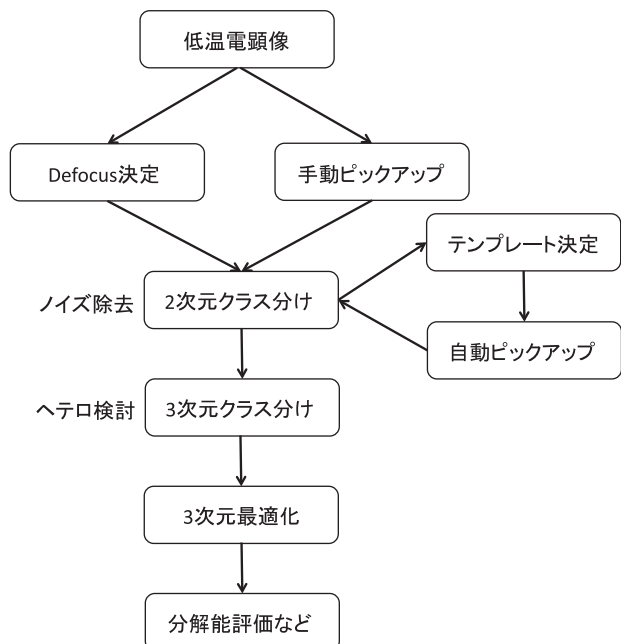 低温電顕像
Defocus決定
手動ピックアップ
テンプレート決定
ノイズ除去
2次元クラス分け
自動ピックアップ
ヘテロ検討
3次元クラス分け
3次元最適化
分解能評価など